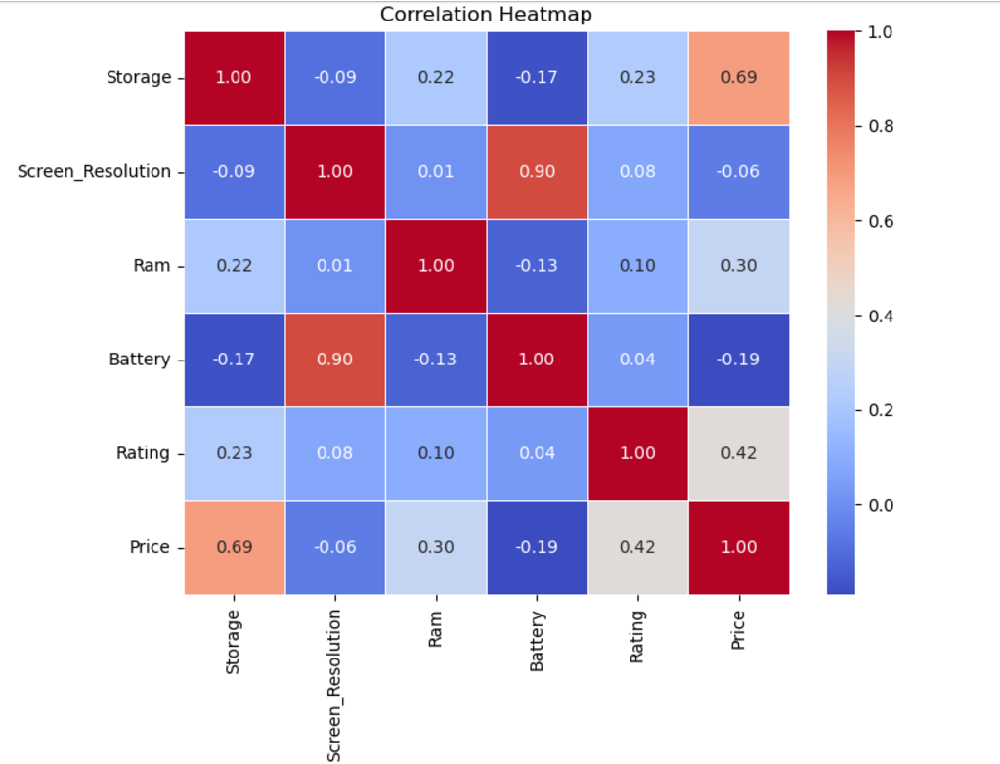 Correlation Heatmap
Storage 1.00 -0.09 0.22 -0.17 0.23 0.69
Screen_Resolution -0.09 1.00 0.01 0.90 0.08 -0.06
Ram 0.22 0.01 1.00 -0.13 0.10 0.30
Battery -0.17 0.90 -0.13 1.00 0.04 -0.19
Rating 0.23 0.08 0.10 0.04 1.00 0.42
Price 0.69 -0.06 0.30 -0.19 0.42 1.00
Storage
Screen_Resolution
Ram
Battery
Rating
Price
1.0
0.8
0.6
0.4
0.2
0.0